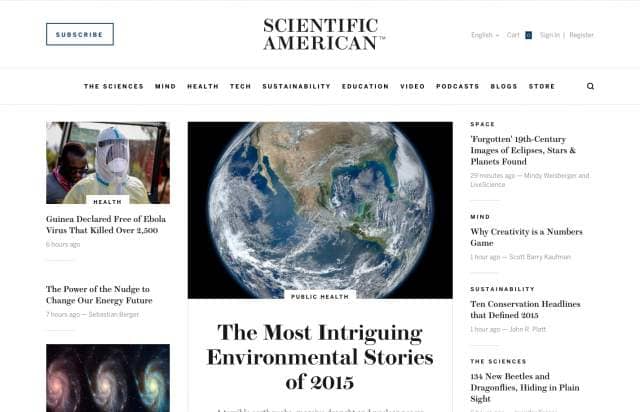 SUBSCRIBE
SCIENTIFIC
AMERICAN™
English
Cart
0
Sign In | Register
THE SCIENCES MIND HEALTH TECH SUSTAINABILITY EDUCATION VIDEO PODCASTS BLOGS STORE
HEALTH
Guinea Declared Free of Ebola
Virus That Killed Over 2,500
6 hours ago
The Power of the Nudge to
Change Our Energy Future
7 hours ago — Sebastian Berger
PUBLIC HEALTH
The Most Intriguing
Environmental Stories
of 2015
SPACE
'Forgotten' 19th-Century
Images of Eclipses, Stars &
Planets Found
29 minutes ago — Mindy Weisberger and
LiveScience
MIND
Why Creativity is a Numbers
Game
1 hour ago — Scott Barry Kaufman
SUSTAINABILITY
Ten Conservation Headlines
that Defined 2015
1 hour ago — John R. Platt
THE SCIENCES
134 New Beetles and
Dragonflies, Hiding in Plain
Sight